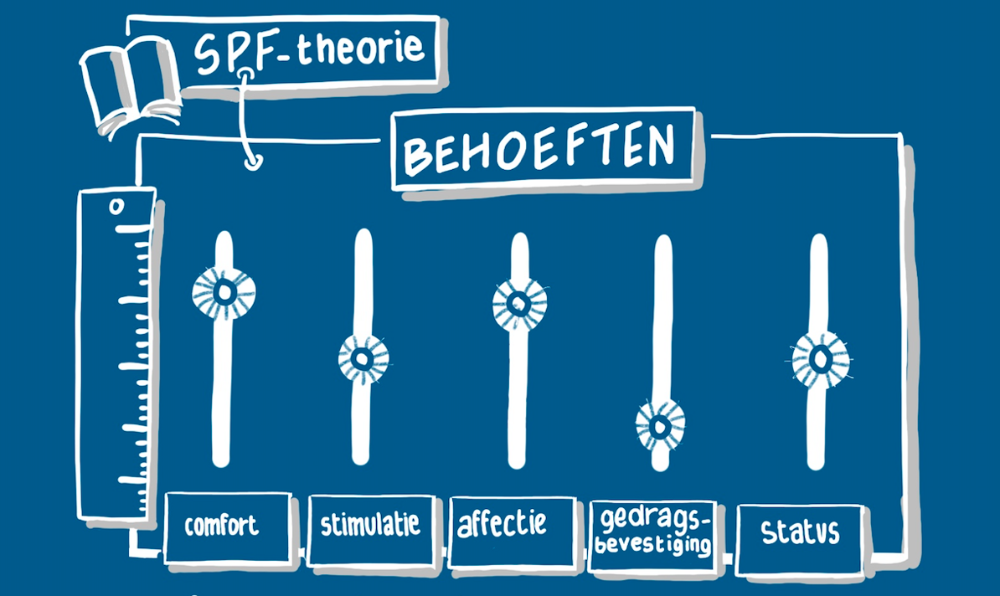 SPF-theorie
BEHOEFTEN
0
comfort
stimulatie
affectie
gedrags-
bevestiging
status